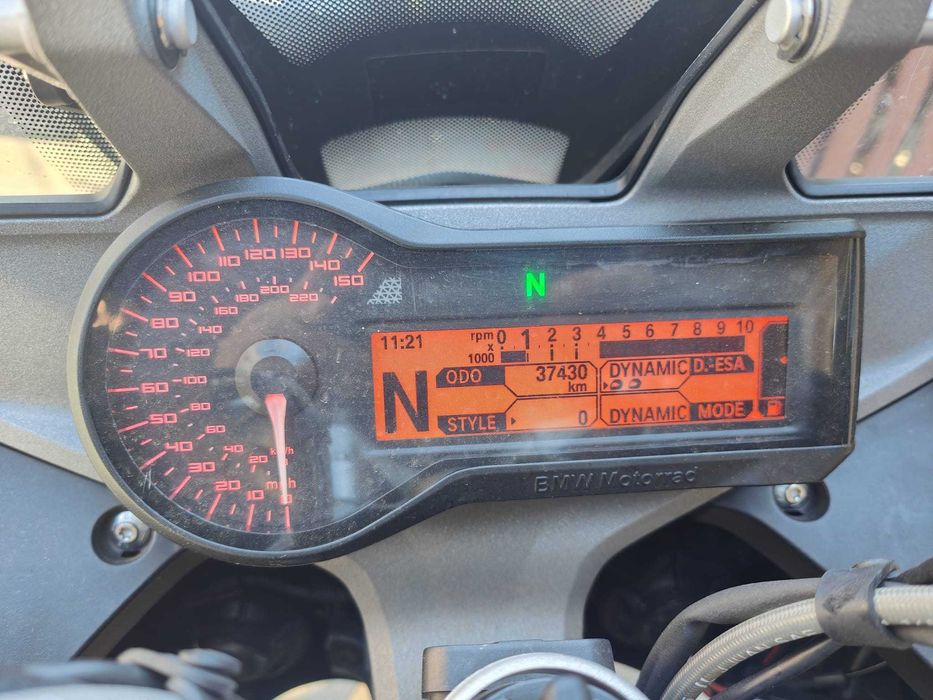 N
150
140
130
120
110
100
90
80
70
60
50
40
30
20
10
0
mph
220
200
180
160
140
120
100
80
60
40
20
km/h
11:21
rpm
x
1000
0 1 2 3 4 5 6 7 8 9 10
N
ODO 37430
km
DYNAMIC D.-ESA
STYLE 0
DYNAMIC MODE
BMW Motorrad